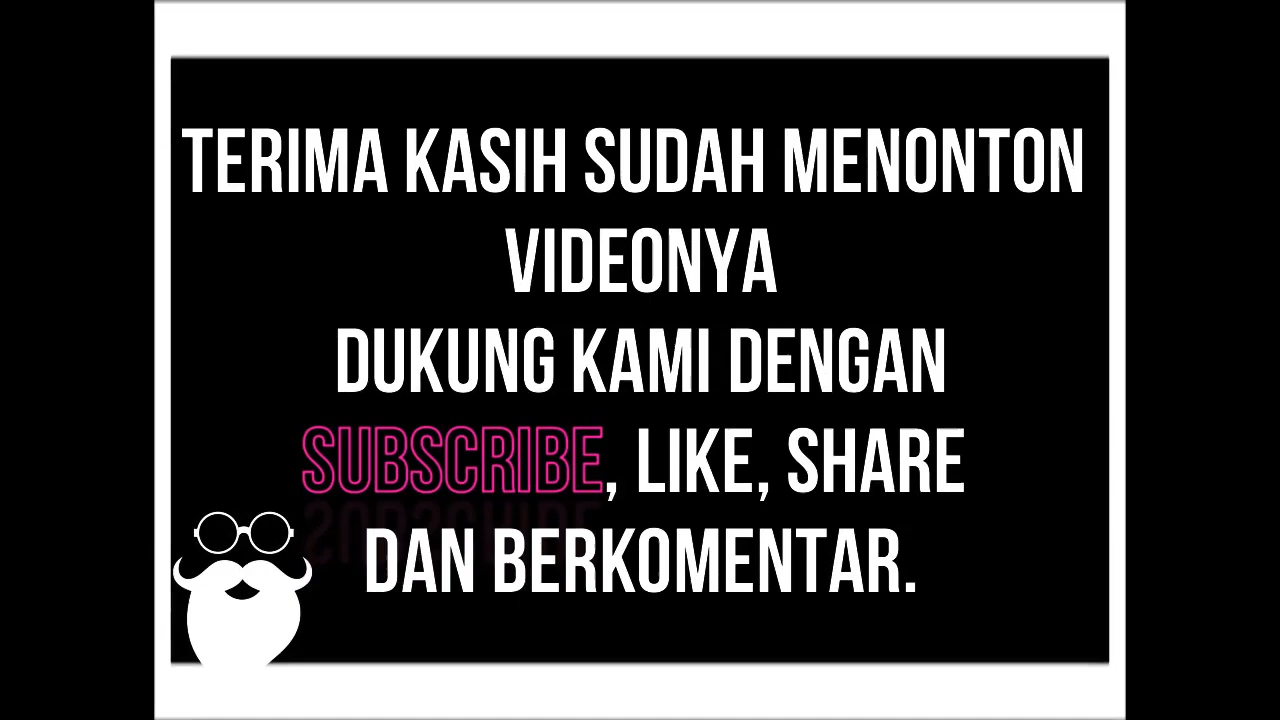 TERIMA KASIH SUDAH MENONTON
VIDEONYA
DUKUNG KAMI DENGAN
SUBSCRIBE, LIKE, SHARE
DAN BERKOMENTAR.